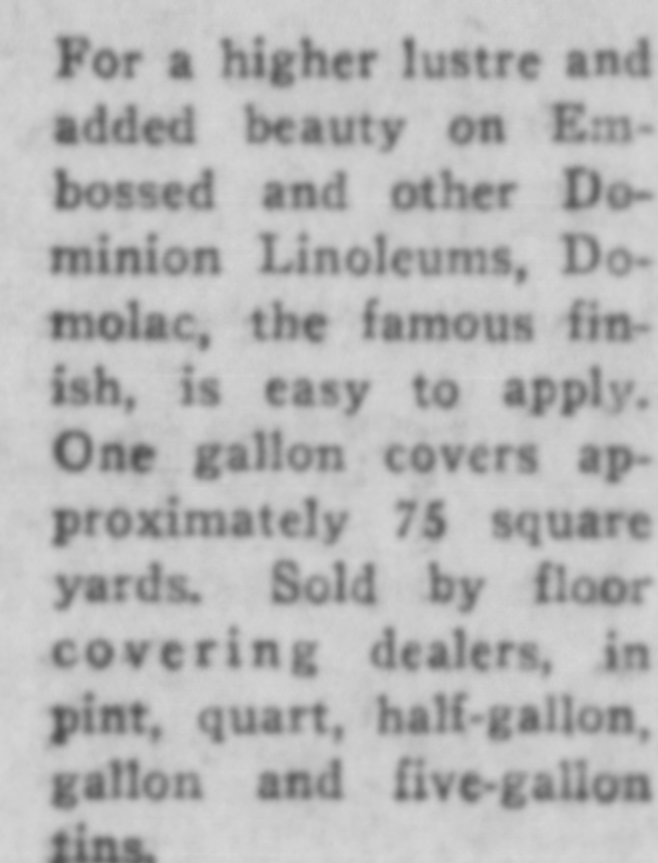 For a higher lustre and
added beauty on Em-
bossed and other Do-
minion Linoleums, Do-
molac, the famous fin-
ish, is easy to apply.
One gallon covers ap-
proximately 75 square
yards. Sold by floor
covering dealers, in
pint, quart, half-gallon,
gallon and five-gallon
tins.